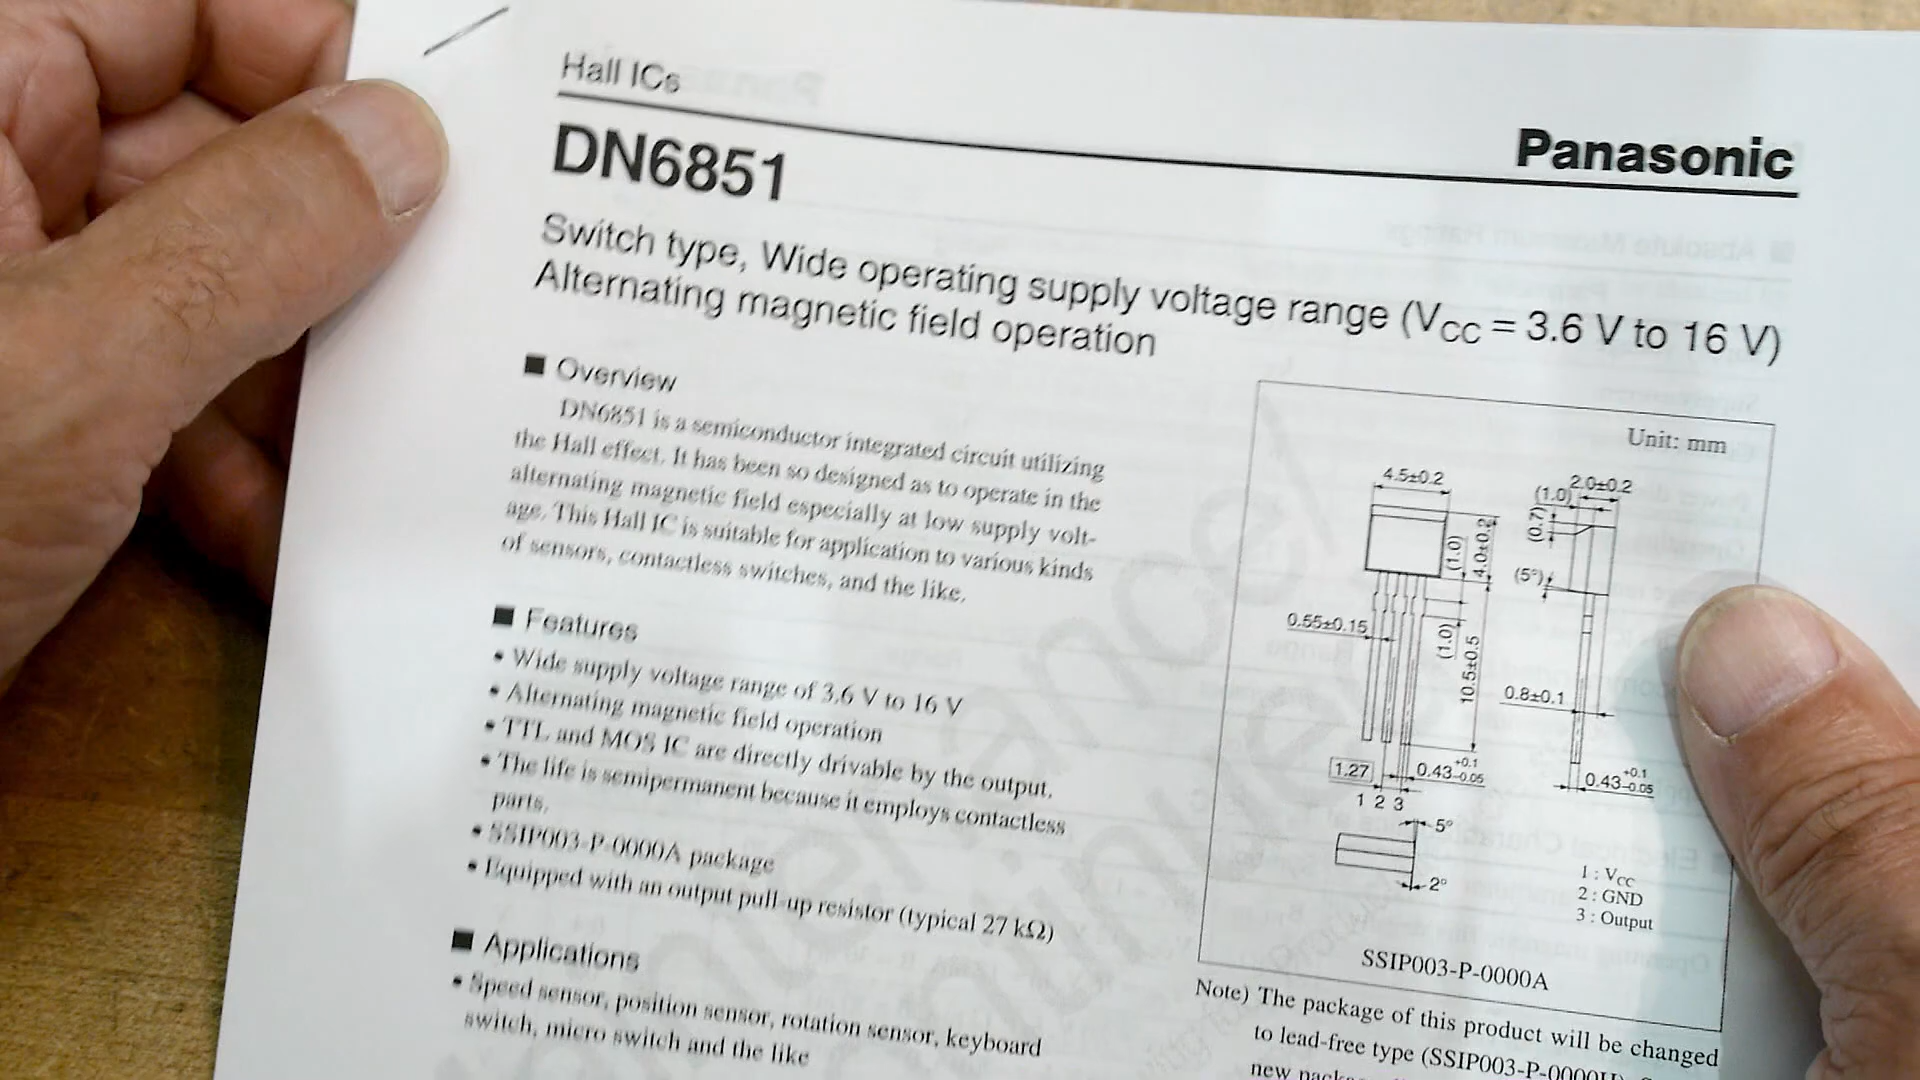 Hall ICs
Panasonic
DN6851
Switch type, Wide operating supply voltage range (VCC = 3.6 V to 16 V)
Alternating magnetic field operation
■ Overview
DN6851 is a semiconductor integrated circuit utilizing
the Hall effect. It has been so designed as to operate in the
alternating magnetic field especially at low supply volt-
age. This Hall IC is suitable for application to various kinds
of sensors, contactless switches, and the like.
■ Features
• Wide supply voltage range of 3.6 V to 16 V
• Alternating magnetic field operation
• TTL and MOS IC are directly drivable by the output.
• The life is semipermanent because it employs contactless
parts.
• SSIP003-P-0000A package
• Equipped with an output pull-up resistor (typical 27 kΩ)
■ Applications
• Speed sensor, position sensor, rotation sensor, keyboard
switch, micro switch and the like
Unit: mm
4.5±0.2
2.0±0.2
(1.0)
(0.7)
(1.0)
4.0±0.2
(5°)
0.55±0.15
(1.0)
10.5±0.5
0.8±0.1
1.27
0.43 +0.1 -0.05
0.43 +0.1 -0.05
1 2 3
5°
2°
1 : VCC
2 : GND
3 : Output
SSIP003-P-0000A
Note) The package of this product will be changed
to lead-free type (SSIP003-P-0000
new